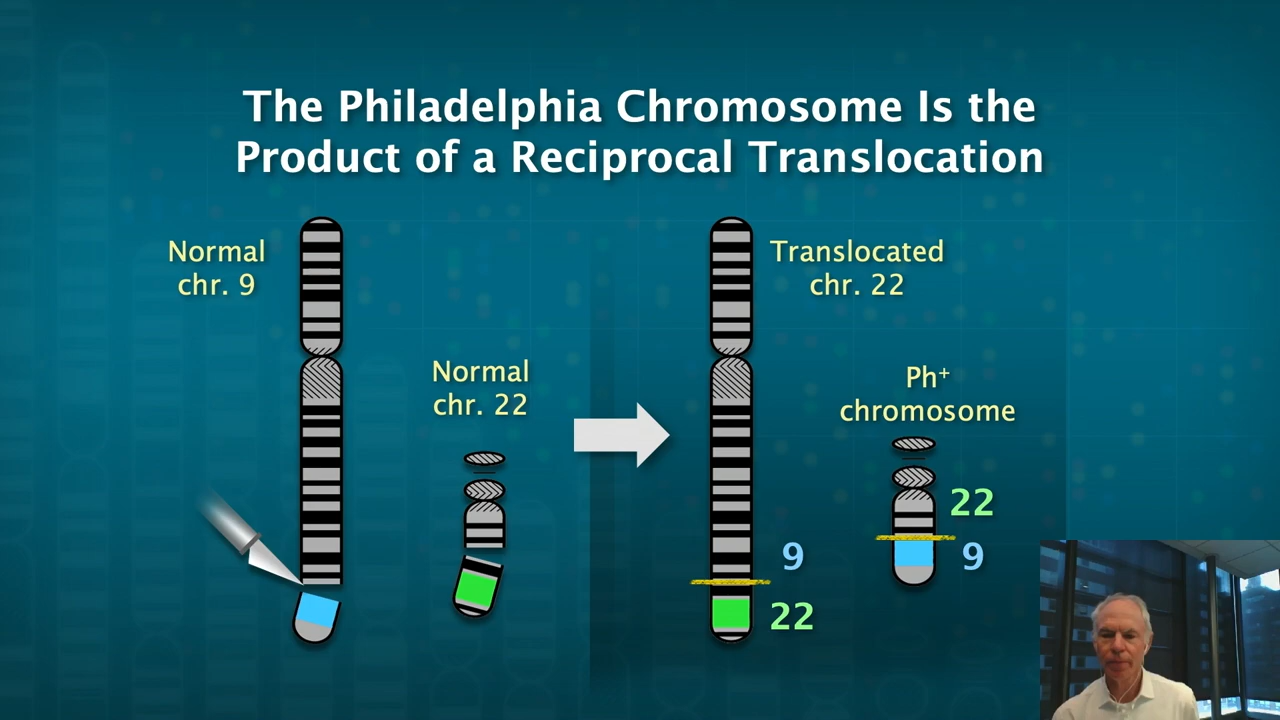 The Philadelphia Chromosome Is the
Product of a Reciprocal Translocation
Normal
chr. 9
Normal
chr. 22
Translocated
chr. 22
Ph⁺
chromosome
22
9
9
22